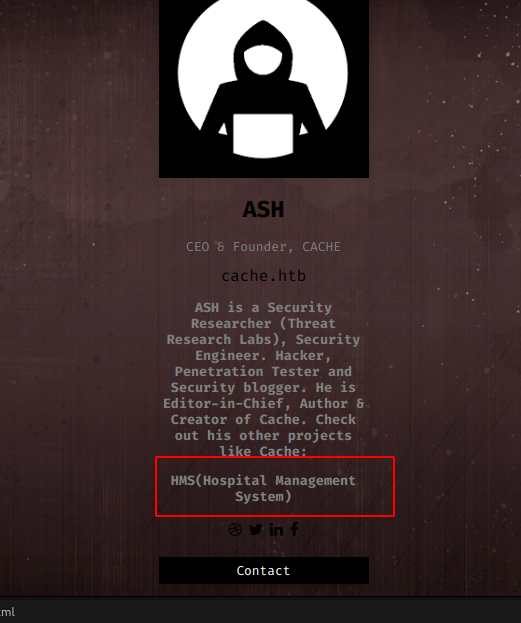 ASH
CEO & Founder, CACHE
cache.htb
ASH is a Security
Researcher (Threat
Research Labs), Security
Engineer. Hacker,
Penetration Tester and
Security blogger. He is
Editor-in-Chief, Author &
Creator of Cache. Check
out his other projects
like Cache:
HMS(Hospital Management
System)
Contact
tml